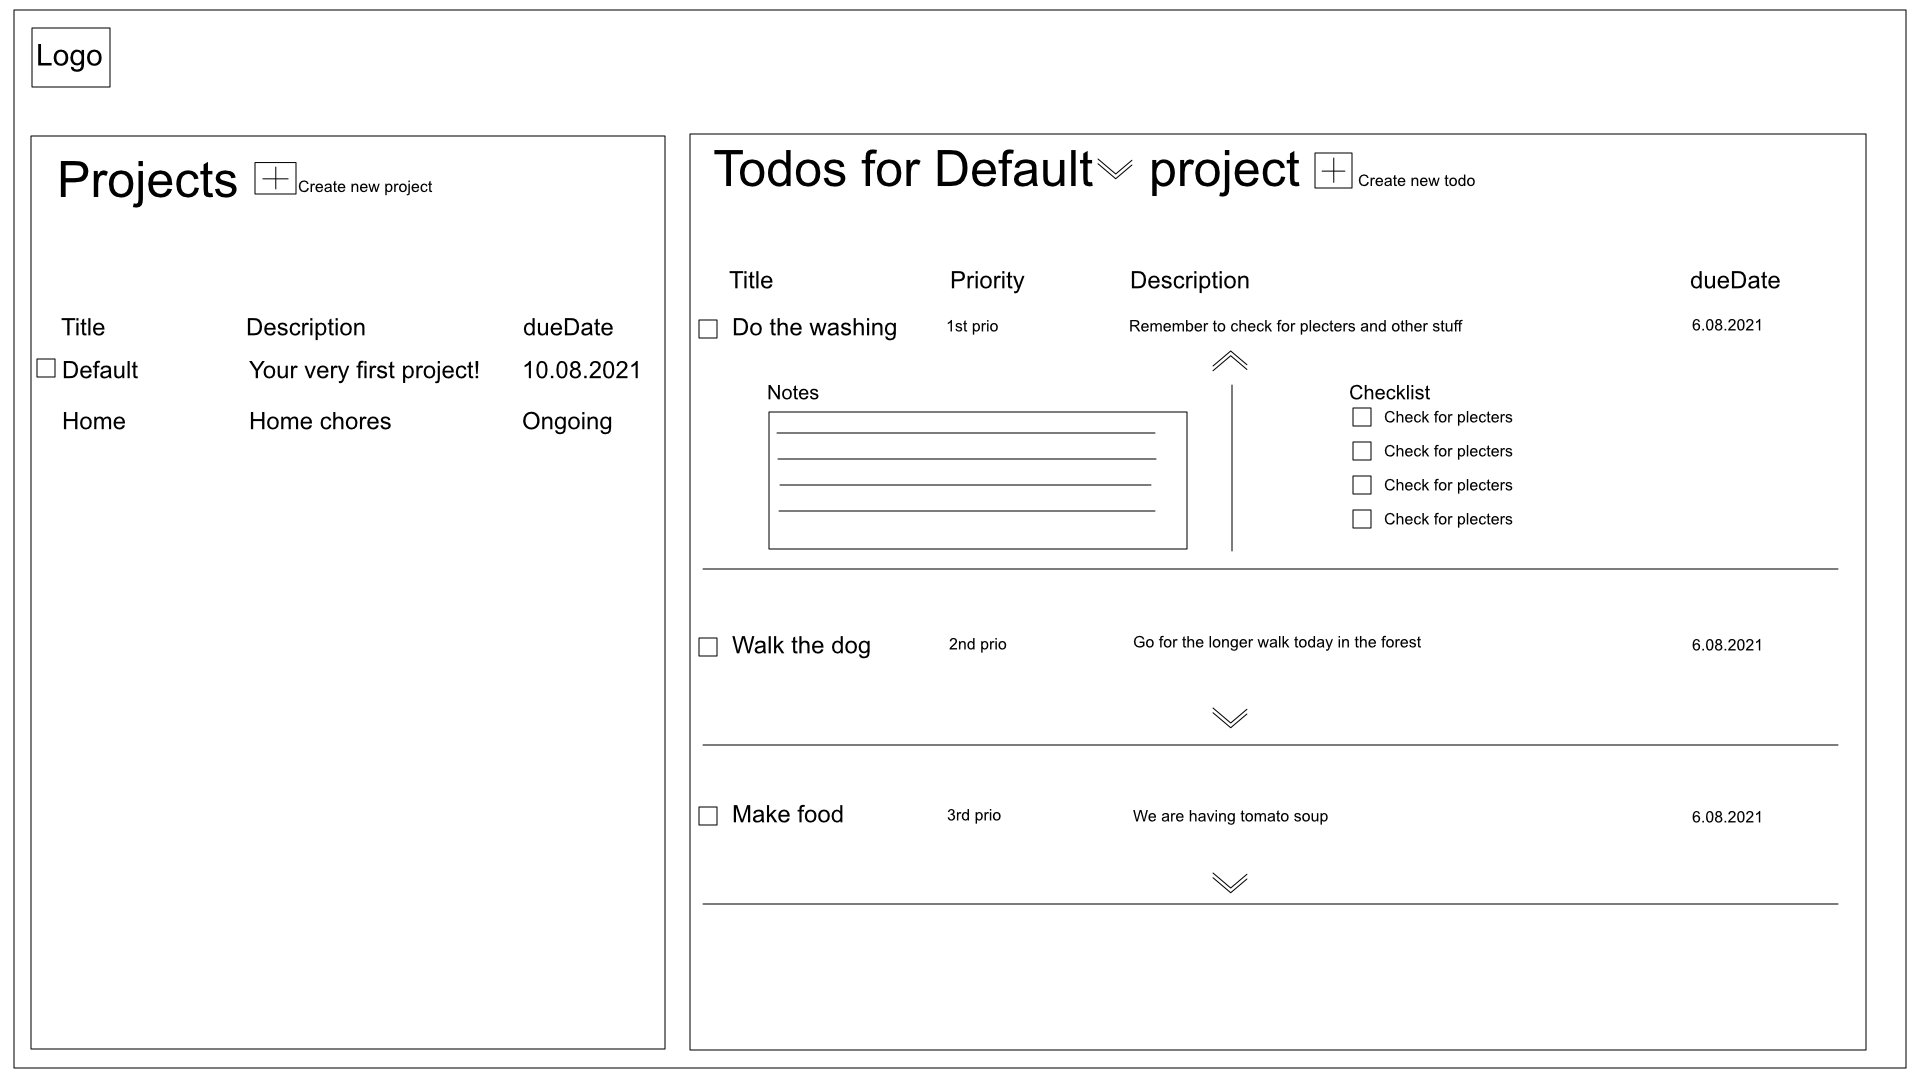 Logo
Projects
Create new project
Title Description dueDate
Default Your very first project! 10.08.2021
Home Home chores Ongoing
Todos for Default project
Create new todo
Title Priority Description dueDate
Do the washing 1st prio Remember to check for plecters and other stuff 6.08.2021
Notes
Checklist
Check for plecters
Check for plecters
Check for plecters
Check for plecters
Walk the dog 2nd prio Go for the longer walk today in the forest 6.08.2021
Make food 3rd prio We are having tomato soup 6.08.2021